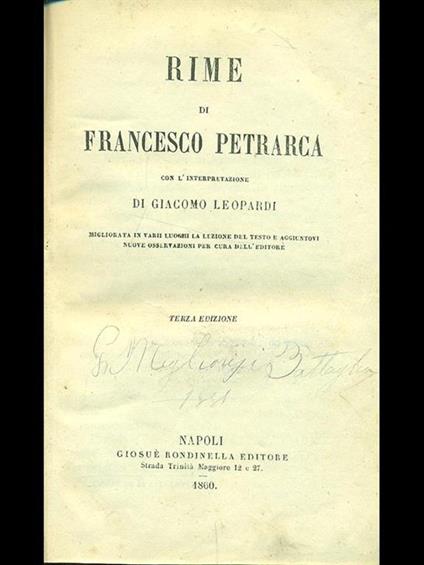 RIME
DI
FRANCESCO PETRARCA
CON L'INTERPRETAZIONE
DI GIACOMO LEOPARDI
MIGLIORATA IN VARII LUOGHI LA LEZIONE DEL TESTO E AGGIUNTOVI
NUOVE OSSERVAZIONI PER CURA DELL'EDITORE
TERZA EDIZIONE
NAPOLI
GIOSUÈ RONDINELLA EDITORE
Strada Trinità Maggiore 12 e 27.
1860.